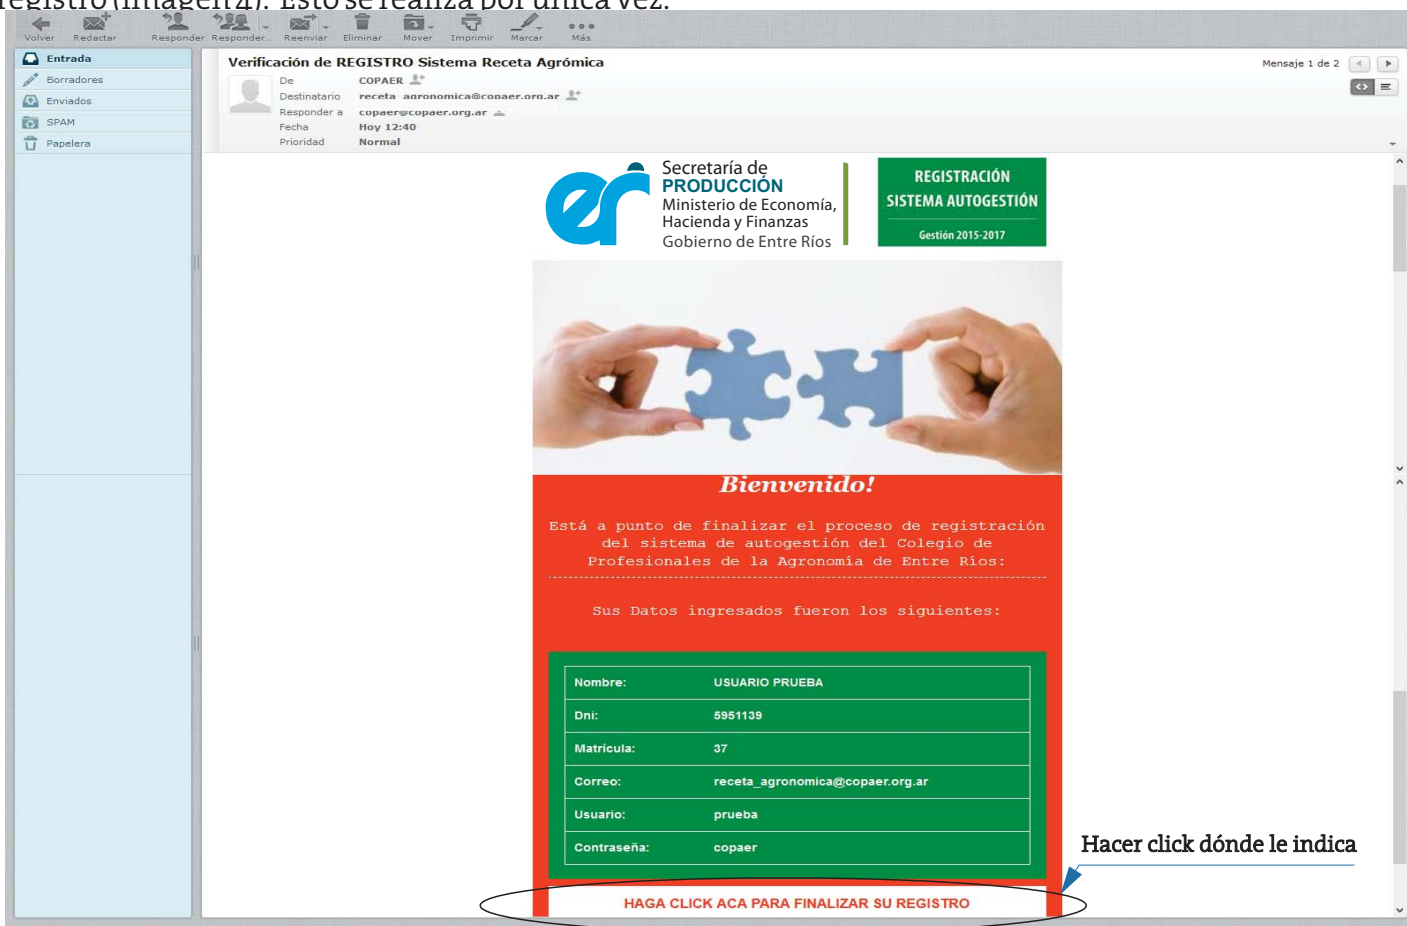 registro (imagen 4). Esto se realiza por única vez.
Volver Redactar Responder Responder... Reenviar Eliminar Mover Imprimir Marcar Más
Entrada
Borradores
Enviados
SPAM
Papelera
Verificación de REGISTRO Sistema Receta Agrómica
Mensaje 1 de 2
De COPAER
Destinatario receta_agronomica@copaer.org.ar
Responder a copaer@copaer.org.ar
Fecha Hoy 12:40
Prioridad Normal
er
Secretaría de
PRODUCCIÓN
Ministerio de Economía,
Hacienda y Finanzas
Gobierno de Entre Ríos
REGISTRACIÓN
SISTEMA AUTOGESTIÓN
Gestión 2015-2017
Bienvenido!
Está a punto de finalizar el proceso de registración
del sistema de autogestión del Colegio de
Profesionales de la Agronomía de Entre Ríos:
Sus Datos ingresados fueron los siguientes:
Nombre: USUARIO PRUEBA
Dni: 5951139
Matricula: 37
Correo: receta_agronomica@copaer.org.ar
Usuario: prueba
Contraseña: copaer
Hacer click dónde le indica
HAGA CLICK ACA PARA FINALIZAR SU REGISTRO